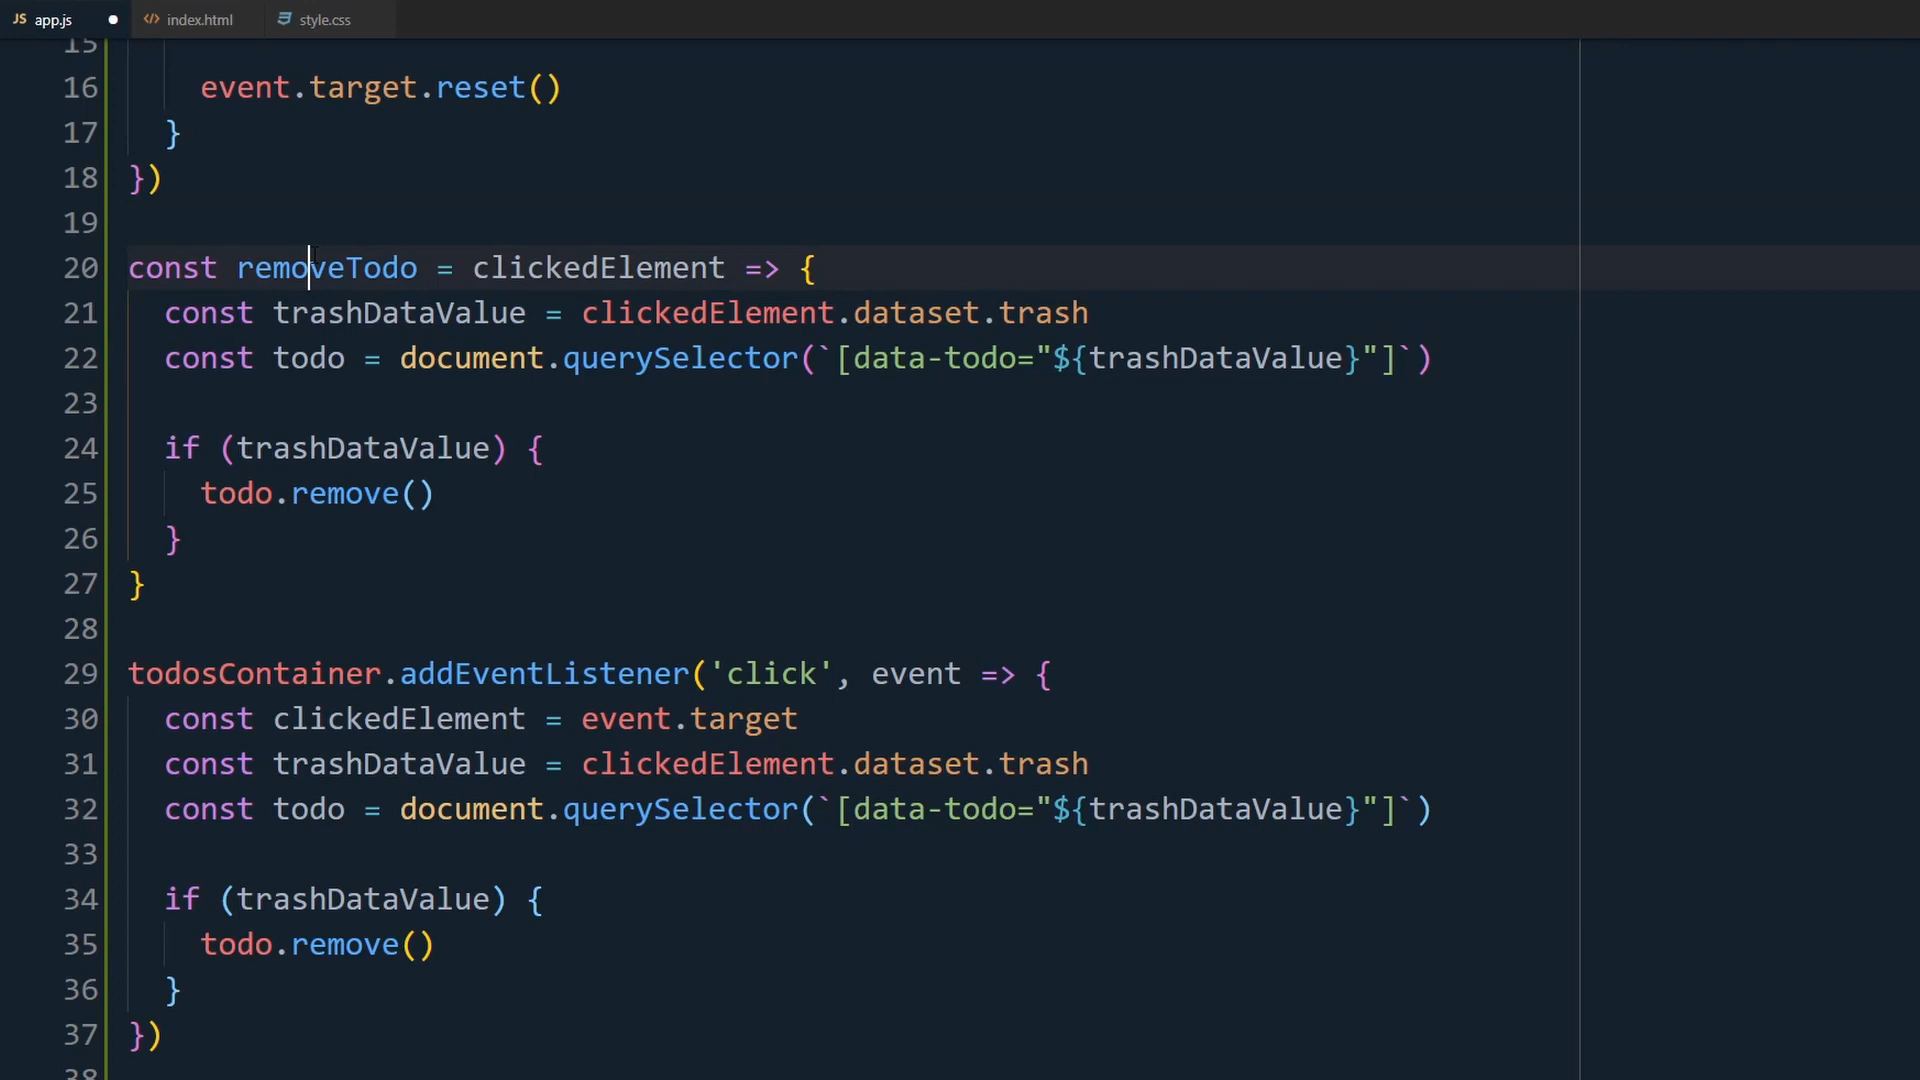 JS app.js ● </> index.html style.css
15
16 event.target.reset()
17 }
18 })
19
20 const removeTodo = clickedElement => {
21 const trashDataValue = clickedElement.dataset.trash
22 const todo = document.querySelector(`[data-todo="${trashDataValue}"]`)
23
24 if (trashDataValue) {
25 todo.remove()
26 }
27 }
28
29 todosContainer.addEventListener('click', event => {
30 const clickedElement = event.target
31 const trashDataValue = clickedElement.dataset.trash
32 const todo = document.querySelector(`[data-todo="${trashDataValue}"]`)
33
34 if (trashDataValue) {
35 todo.remove()
36 }
37 })
38